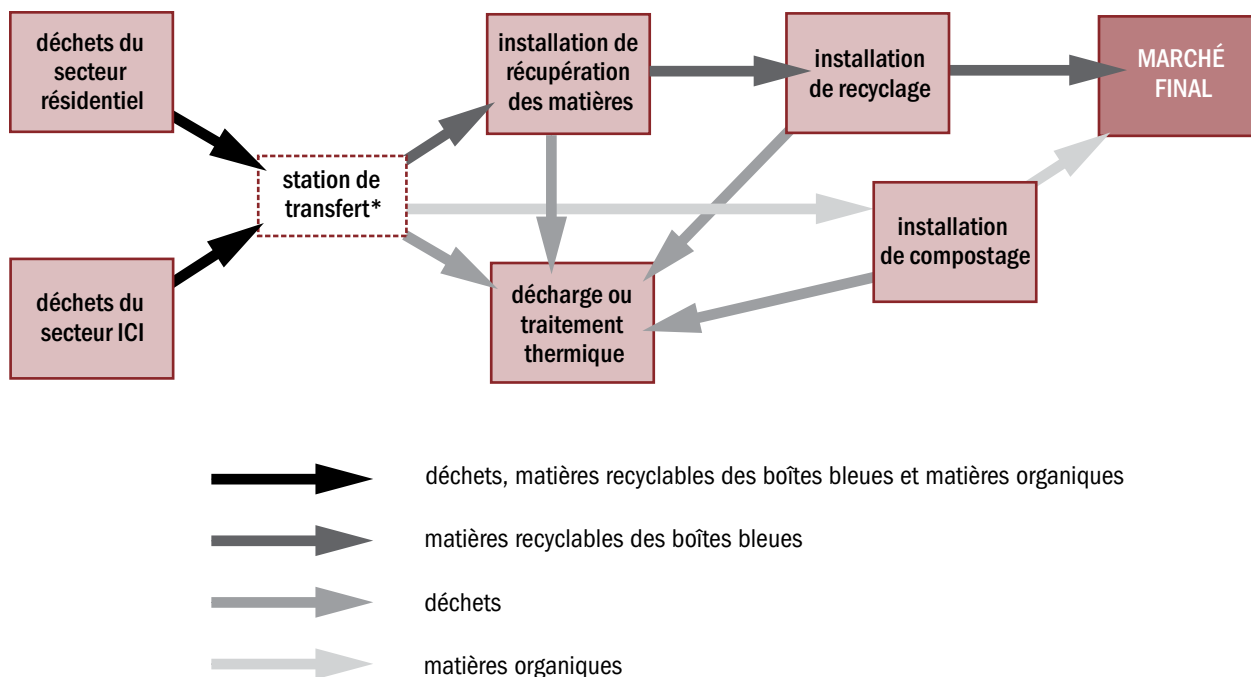 déchets du
secteur
résidentiel
installation de
récupération
des matières
installation
de recyclage
MARCHÉ
FINAL
station de
transfert*
installation
de compostage
déchets du
secteur ICI
décharge ou
traitement
thermique
déchets, matières recyclables des boîtes bleues et matières organiques
matières recyclables des boîtes bleues
déchets
matières organiques